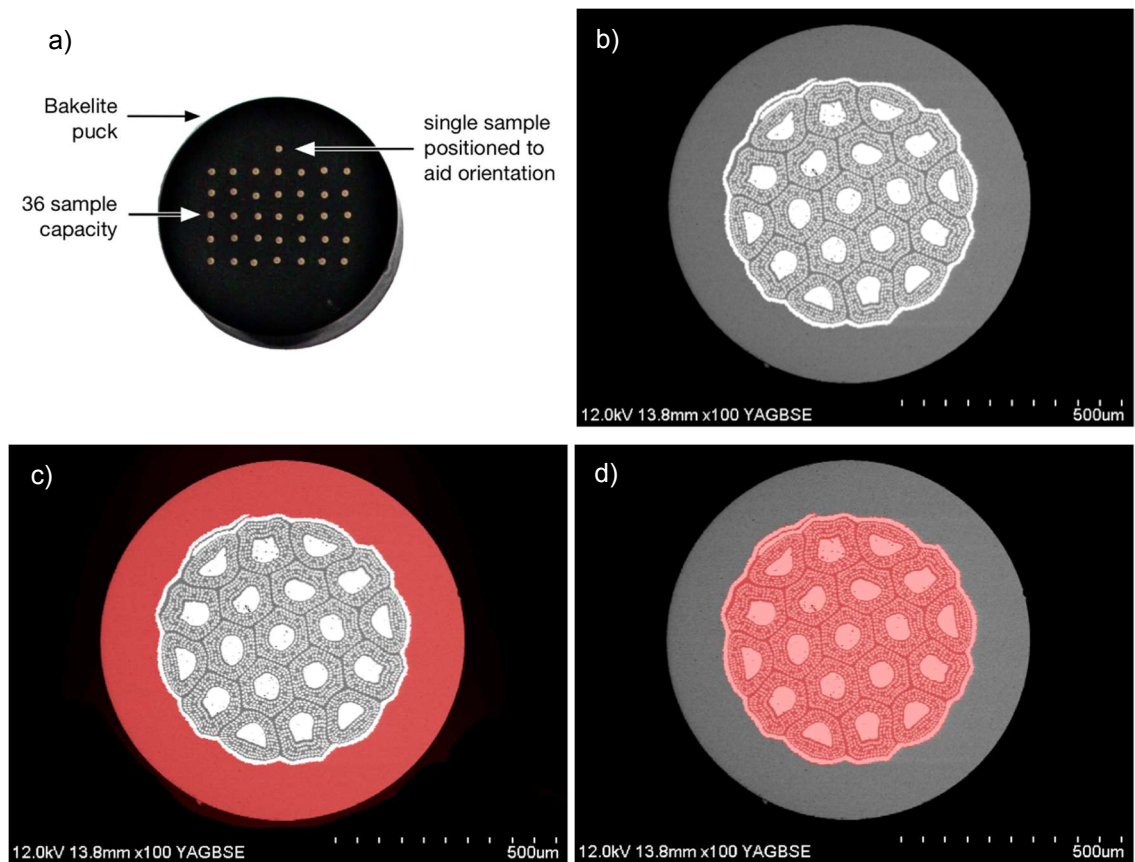 a)
Bakelite
puck
single sample
positioned to
aid orientation
36 sample
capacity
b)
12.0kV 13.8mm x100 YAGBSE
500um
c)
12.0kV 13.8mm x100 YAGBSE
500um
d)
12.0kV 13.8mm x100 YAGBSE
500um